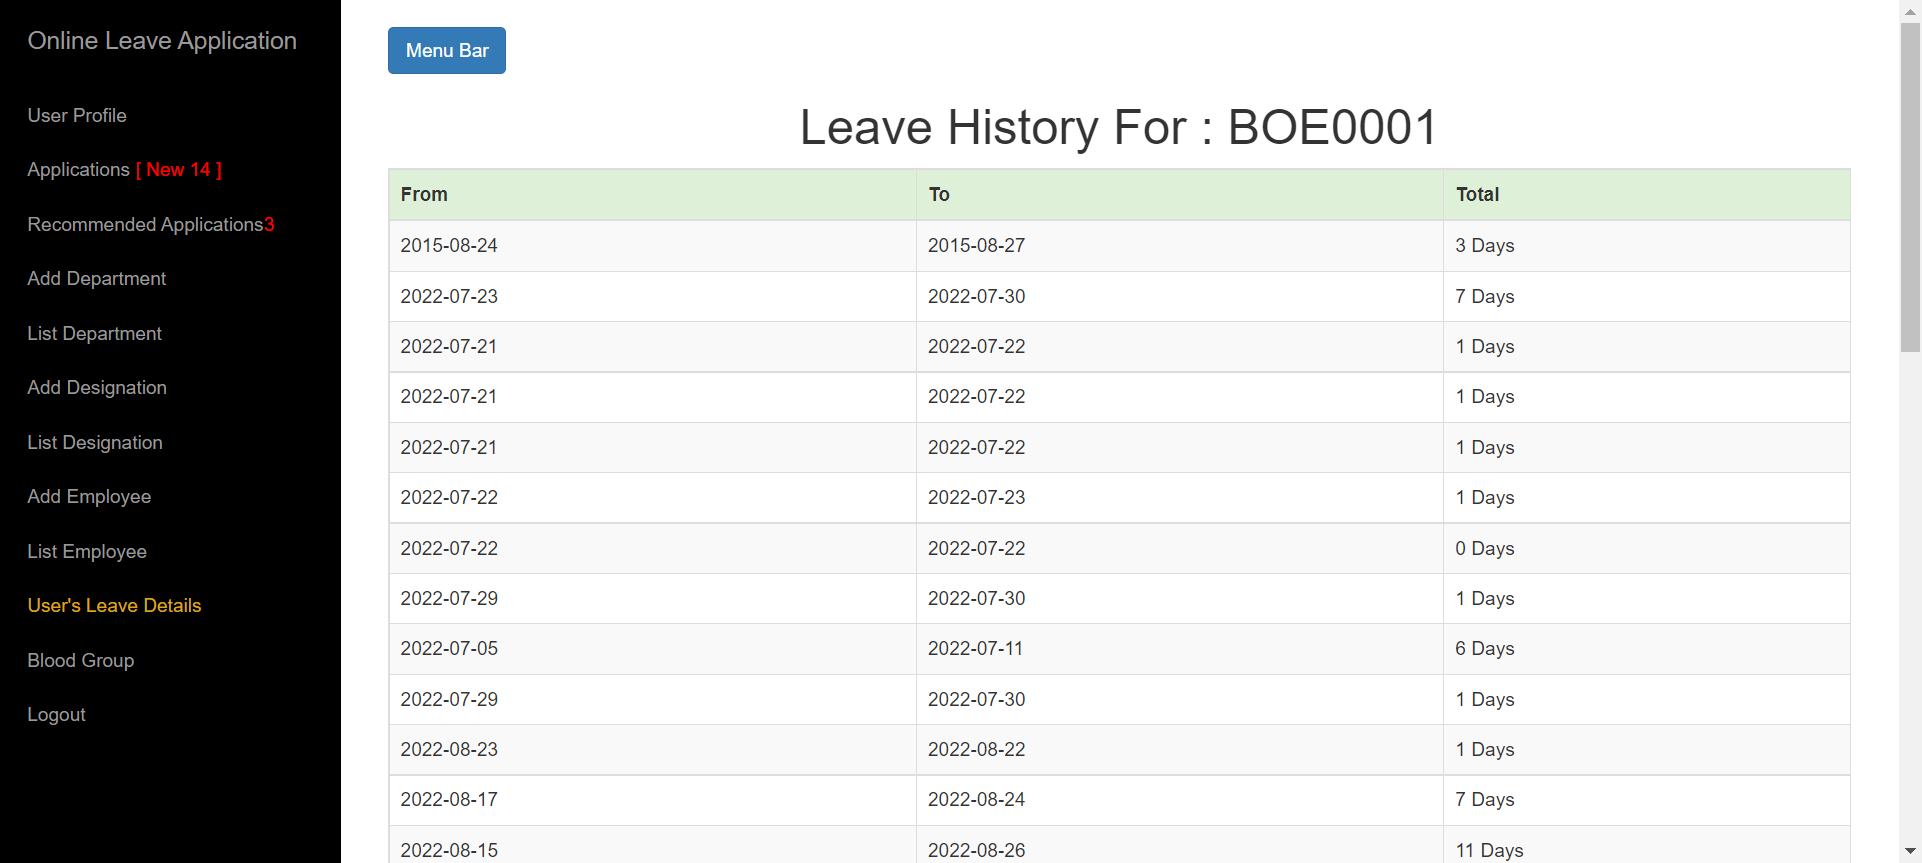 Online Leave Application
User Profile
Applications [ New 14 ]
Recommended Applications3
Add Department
List Department
Add Designation
List Designation
Add Employee
List Employee
User's Leave Details
Blood Group
Logout
Menu Bar
Leave History For : BOE0001
From To Total
2015-08-24 2015-08-27 3 Days
2022-07-23 2022-07-30 7 Days
2022-07-21 2022-07-22 1 Days
2022-07-21 2022-07-22 1 Days
2022-07-21 2022-07-22 1 Days
2022-07-22 2022-07-23 1 Days
2022-07-22 2022-07-22 0 Days
2022-07-29 2022-07-30 1 Days
2022-07-05 2022-07-11 6 Days
2022-07-29 2022-07-30 1 Days
2022-08-23 2022-08-22 1 Days
2022-08-17 2022-08-24 7 Days
2022-08-15 2022-08-26 11 Days